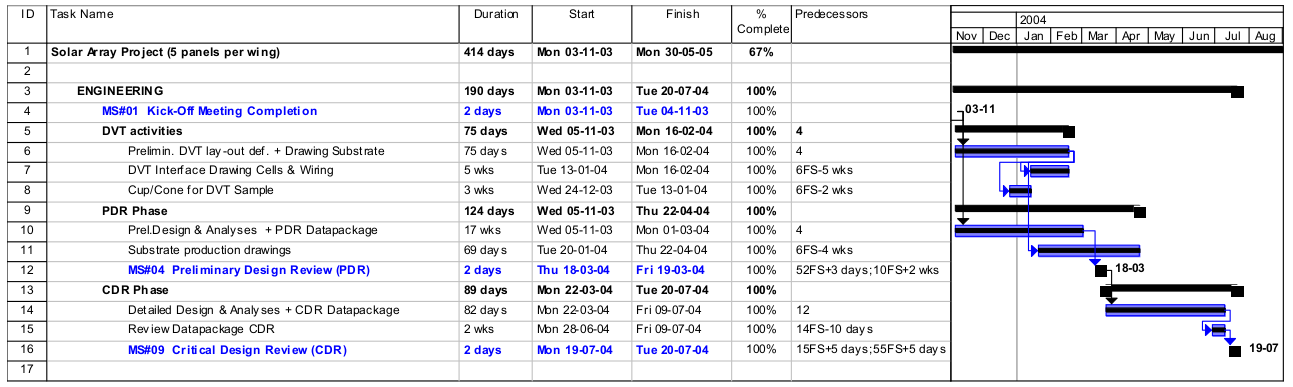 ID Task Name Duration Start Finish % Complete Predecessors 2004
Nov Dec Jan Feb Mar Apr May Jun Jul Aug
1 Solar Array Project (5 panels per wing) 414 days Mon 03-11-03 Mon 30-05-05 67%
2
3 ENGINEERING 190 days Mon 03-11-03 Tue 20-07-04 100%
4 MS#01 Kick-Off Meeting Completion 2 days Mon 03-11-03 Tue 04-11-03 100% 03-11
5 DVT activities 75 days Wed 05-11-03 Mon 16-02-04 100% 4
6 Prelimin. DVT lay-out def. + Drawing Substrate 75 days Wed 05-11-03 Mon 16-02-04 100% 4
7 DVT Interface Drawing Cells & Wiring 5 wks Tue 13-01-04 Mon 16-02-04 100% 6FS-5 wks
8 Cup/Cone for DVT Sample 3 wks Wed 24-12-03 Tue 13-01-04 100% 6FS-2 wks
9 PDR Phase 124 days Wed 05-11-03 Thu 22-04-04 100%
10 Prel.Design & Analyses + PDR Datapackage 17 wks Wed 05-11-03 Mon 01-03-04 100% 4
11 Substrate production drawings 69 days Tue 20-01-04 Thu 22-04-04 100% 6FS-4 wks
12 MS#04 Preliminary Design Review (PDR) 2 days Thu 18-03-04 Fri 19-03-04 100% 52FS+3 days;10FS+2 wks 18-03
13 CDR Phase 89 days Mon 22-03-04 Tue 20-07-04 100%
14 Detailed Design & Analyses + CDR Datapackage 82 days Mon 22-03-04 Fri 09-07-04 100% 12
15 Review Datapackage CDR 2 wks Mon 28-06-04 Fri 09-07-04 100% 14FS-10 days
16 MS#09 Critical Design Review (CDR) 2 days Mon 19-07-04 Tue 20-07-04 100% 15FS+5 days;55FS+5 days 19-07
17